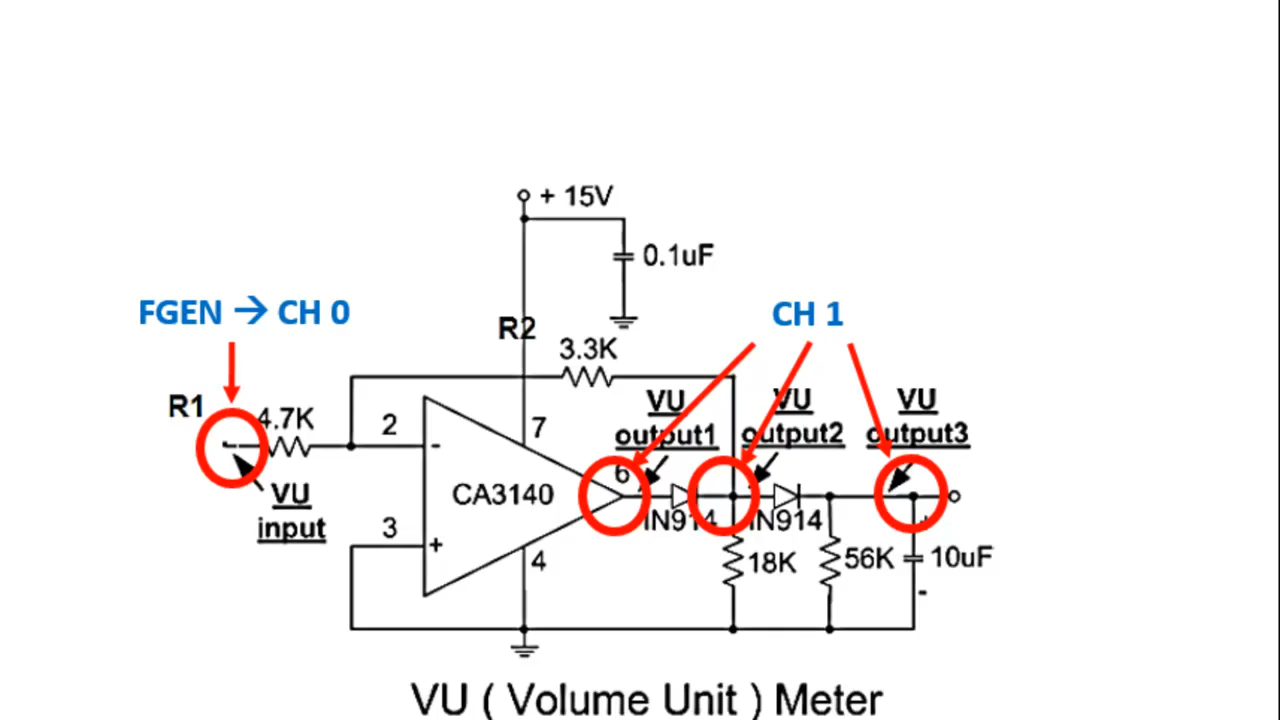 + 15V
0.1uF
FGEN → CH 0
CH 1
R2
3.3K
R1
4.7K
2
7
VU
output1
VU
output2
VU
output3
-
6
CA3140
VU
input
IN914
IN914
3
+
4
18K
56K
+
10uF
-
VU ( Volume Unit ) Meter